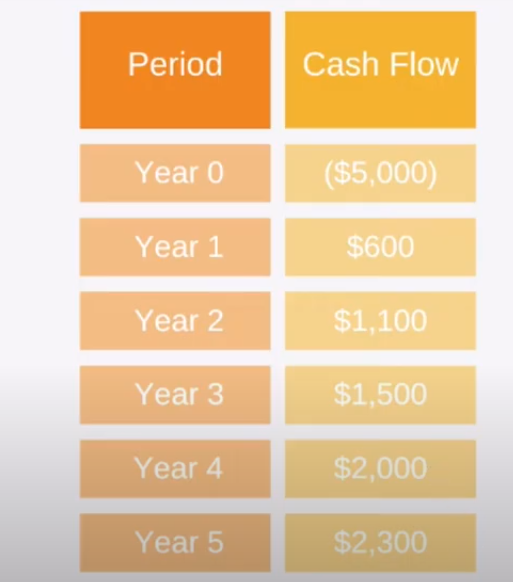 Period Cash Flow
Year 0 ($5,000)
Year 1 $600
Year 2 $1,100
Year 3 $1,500
Year 4 $2,000
Year 5 $2,300